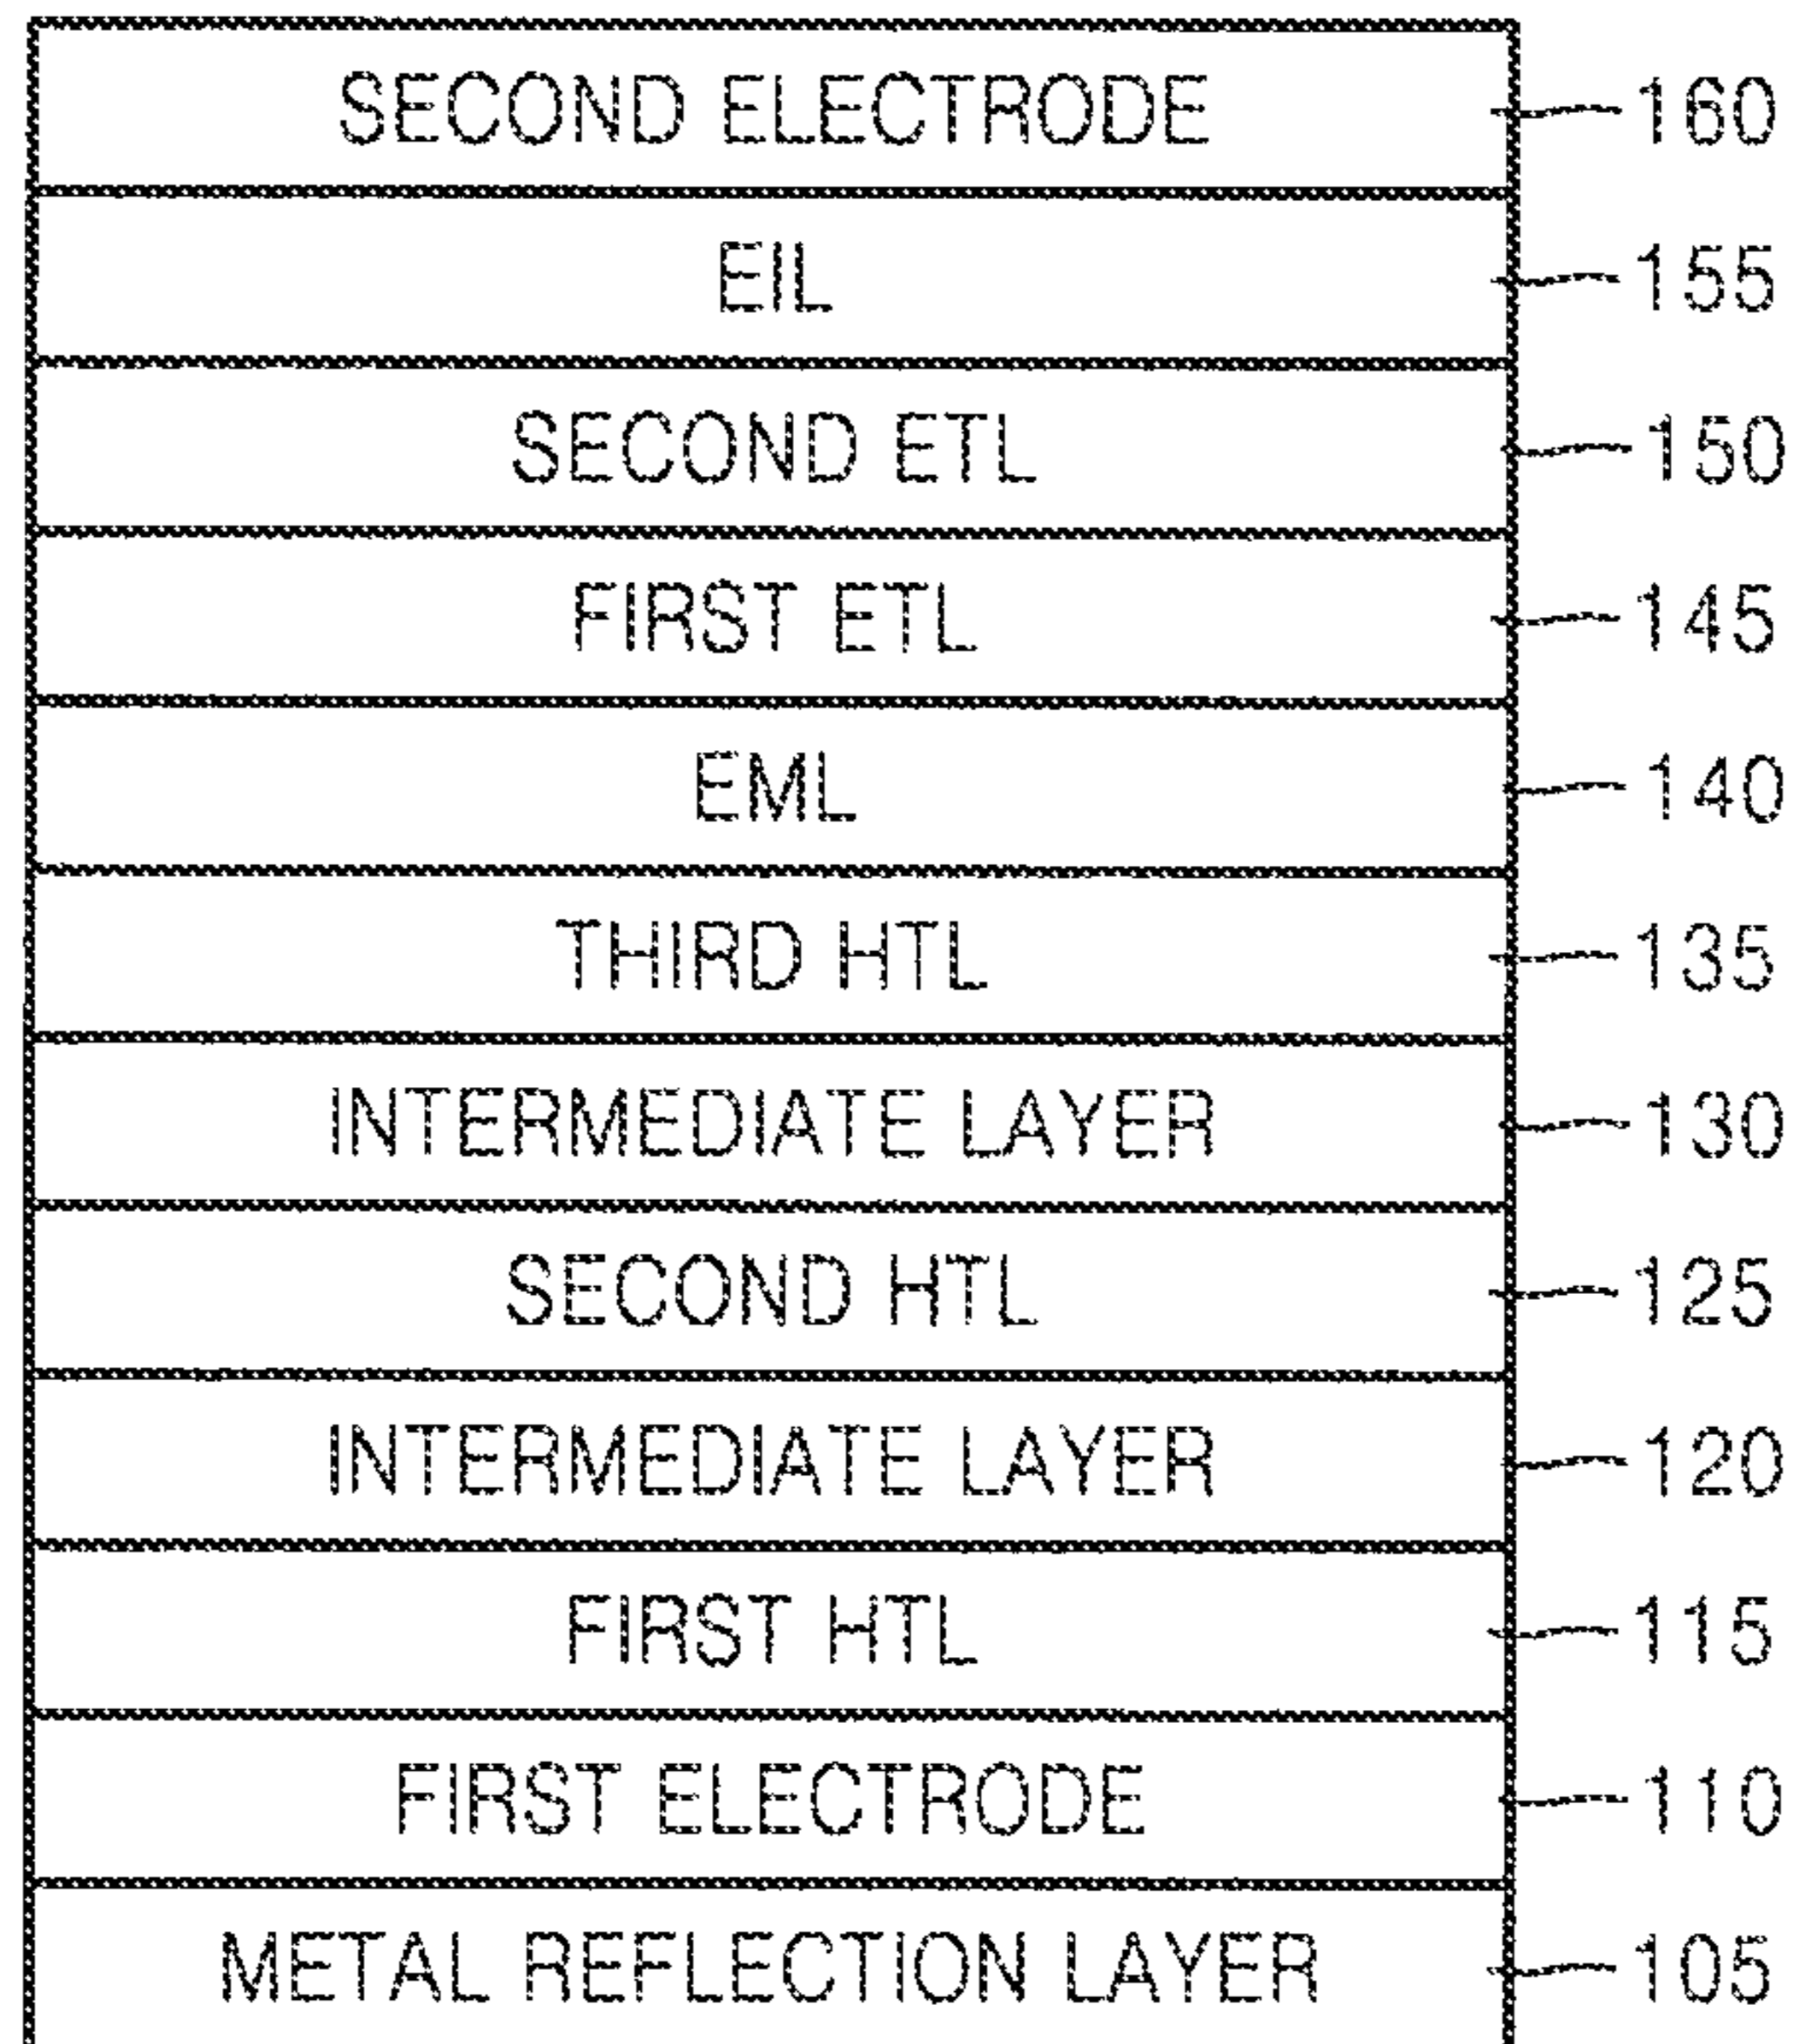 SECOND ELECTRODE 160
EIL 155
SECOND ETL 150
FIRST ETL 145
EML 140
THIRD HTL 135
INTERMEDIATE LAYER 130
SECOND HTL 125
INTERMEDIATE LAYER 120
FIRST HTL 115
FIRST ELECTRODE 110
METAL REFLECTION LAYER 105